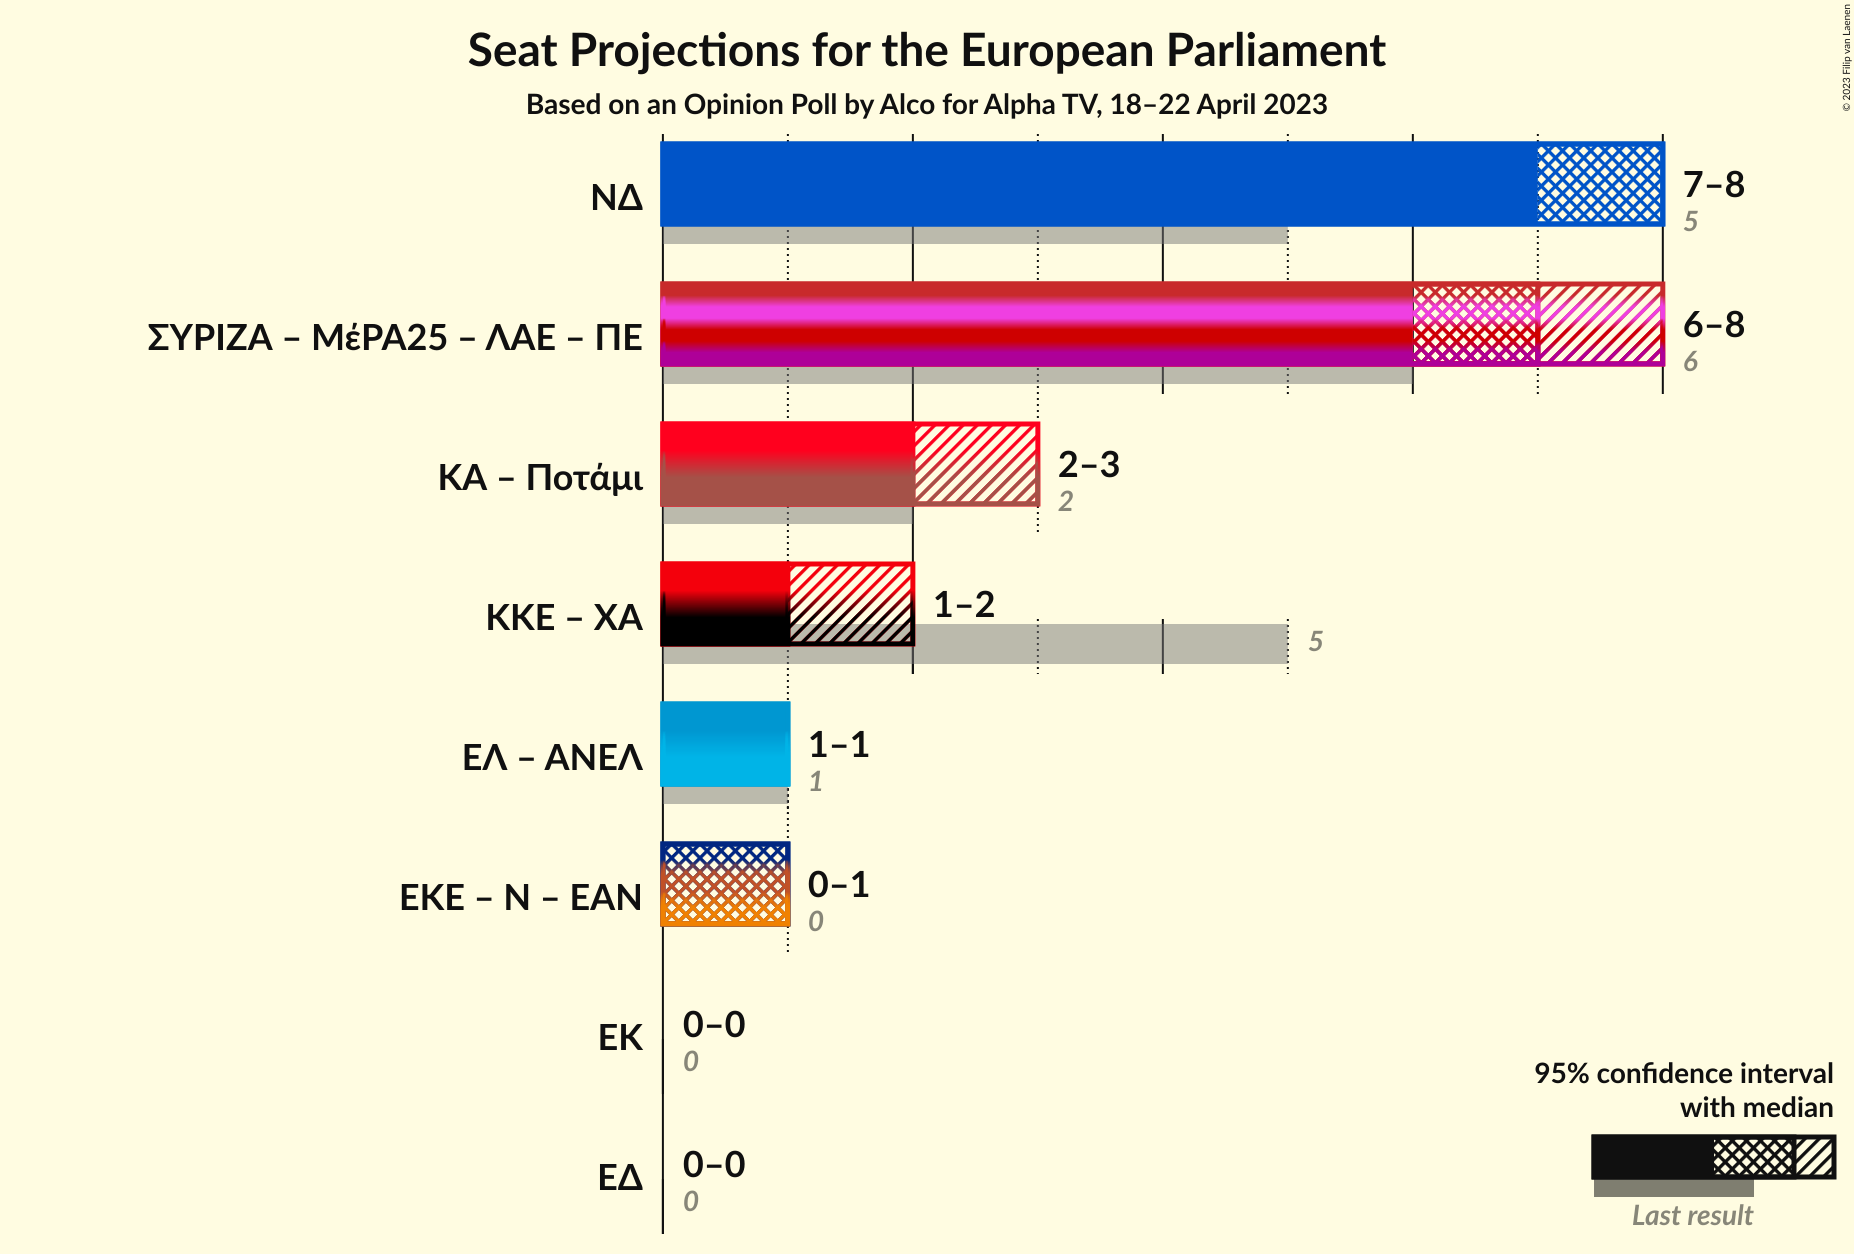 Seat Projections for the European Parliament
Based on an Opinion Poll by Alco for Alpha TV, 18–22 April 2023
© 2023 Filip van Laenen
ΝΔ
7–8
5
ΣΥΡΙΖΑ – ΜέΡΑ25 – ΛΑΕ – ΠΕ
6–8
6
ΚΑ – Ποτάμι
2–3
2
ΚΚΕ – ΧΑ
1–2
5
ΕΛ – ΑΝΕΛ
1–1
1
ΕΚΕ – Ν – ΕΑΝ
0–1
0
ΕΚ
0–0
0
ΕΔ
0–0
0
95% confidence interval
with median
Last result